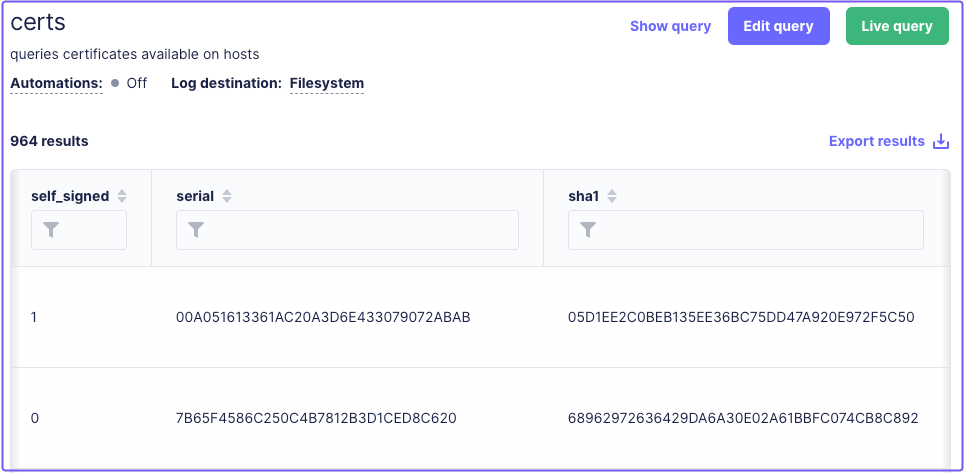 certs
Show query
Edit query
Live query
queries certificates available on hosts
Automations: Off Log destination: Filesystem
964 results
Export results
self_signed serial sha1
1 00A051613361AC20A3D6E433079072ABAB 05D1EE2C0BEB135EE36BC75DD47A920E972F5C50
0 7B65F4586C250C4B7812B3D1CED8C620 68962972636429DA6A30E02A61BBFC074CB8C892